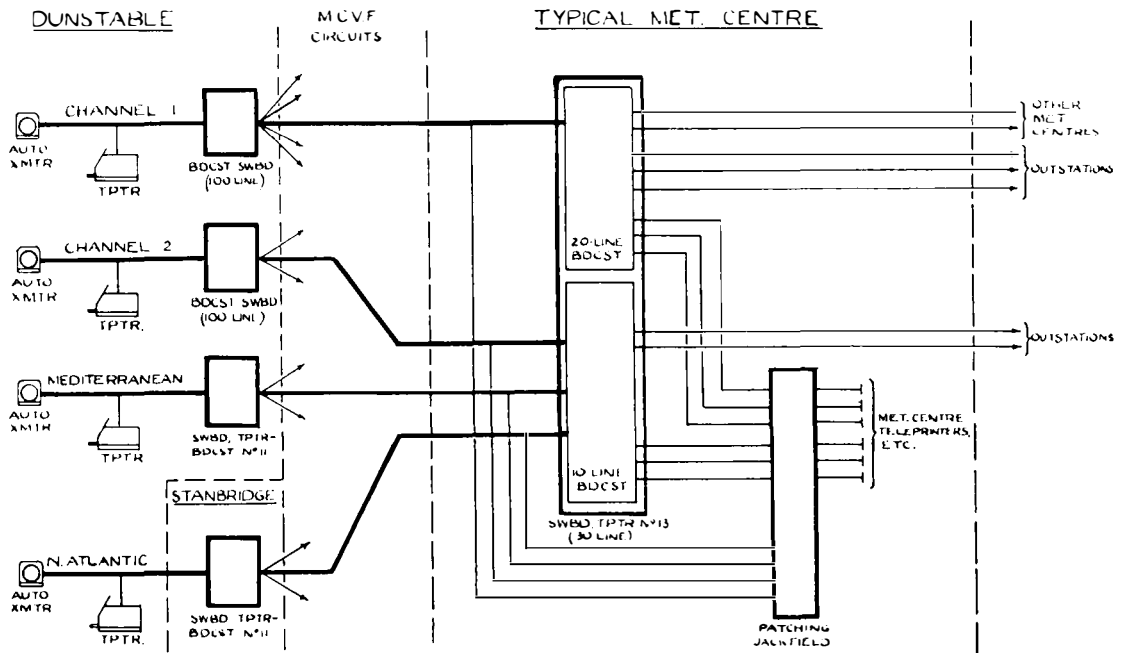 DUNSTABLE
M.C.V.F
CIRCUITS
TYPICAL MET. CENTRE
CHANNEL 1
AUTO
XMTR
TPTR.
BDCST SWBD
(100 LINE)
OTHER
MET
CENTRES
OUTSTATIONS
CHANNEL 2
AUTO
XMTR
TPTR.
BDCST SWBD
(100 LINE)
20-LINE
BDCST
OUTSTATIONS
MEDITERRANEAN
AUTO
XMTR
TPTR
SWBD, TPTR-
BDCST Nº11
MET. CENTRE
TELEPRINTERS,
ETC.
10-LINE
BDCST
SWBD, TPTR Nº13
(30 LINE)
STANBRIDGE
N. ATLANTIC
AUTO
XMTR
TPTR.
SWBD, TPTR-
BDCST Nº11
PATCHING
JACKFIELD